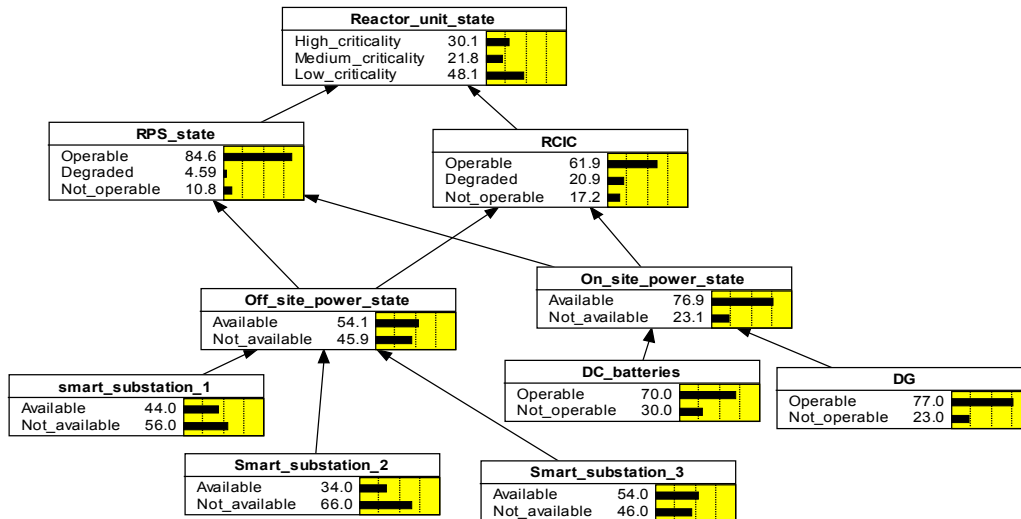 Reactor_unit_state
High_criticality 30.1
Medium_criticality 21.8
Low_criticality 48.1
RPS_state
Operable 84.6
Degraded 4.59
Not_operable 10.8
RCIC
Operable 61.9
Degraded 20.9
Not_operable 17.2
Off_site_power_state
Available 54.1
Not_available 45.9
On_site_power_state
Available 76.9
Not_available 23.1
smart_substation_1
Available 44.0
Not_available 56.0
DC_batteries
Operable 70.0
Not_operable 30.0
DG
Operable 77.0
Not_operable 23.0
Smart_substation_2
Available 34.0
Not_available 66.0
Smart_substation_3
Available 54.0
Not_available 46.0